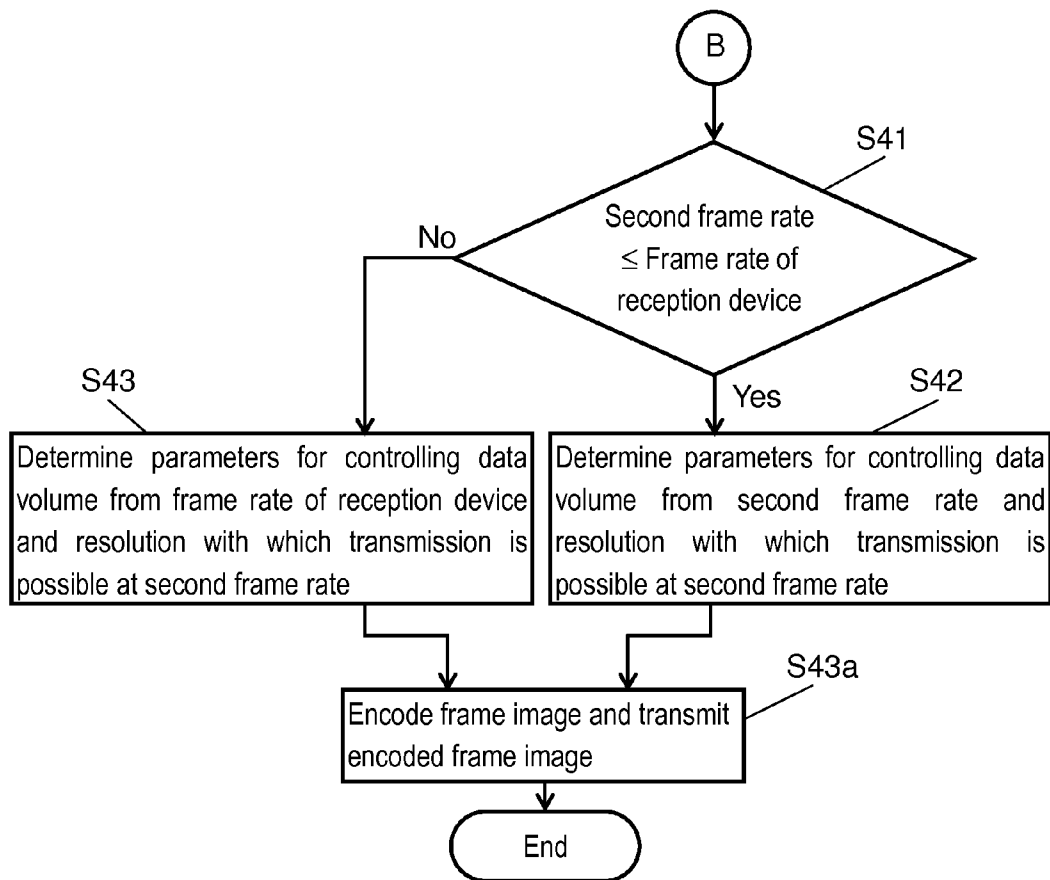 B
S41
Second frame rate
≤ Frame rate of
reception device
No
Yes
S43
Determine parameters for controlling data
volume from frame rate of reception device
and resolution with which transmission is
possible at second frame rate
S42
Determine parameters for controlling data
volume from second frame rate and
resolution with which transmission is
possible at second frame rate
S43a
Encode frame image and transmit
encoded frame image
End